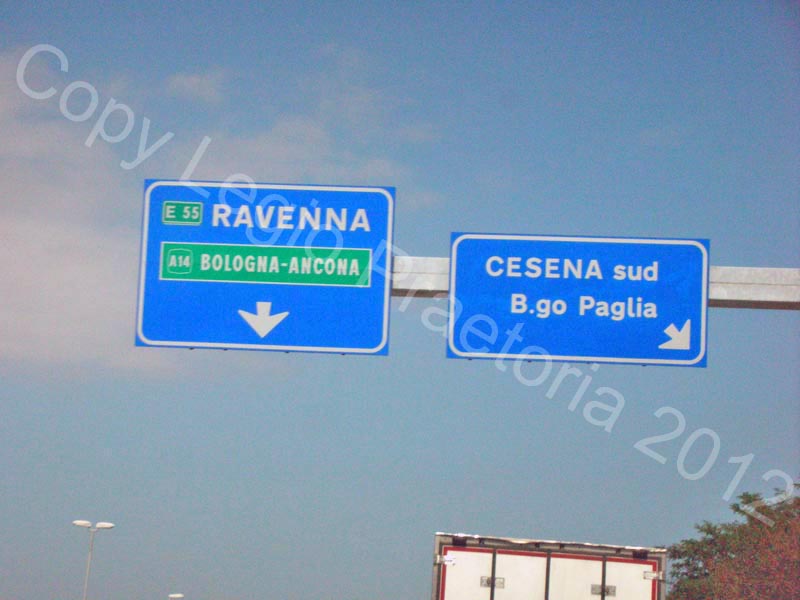 E 55 RAVENNA
A14 BOLOGNA-ANCONA
CESENA sud
B.go Paglia
Copy Legio Praetoria 2012